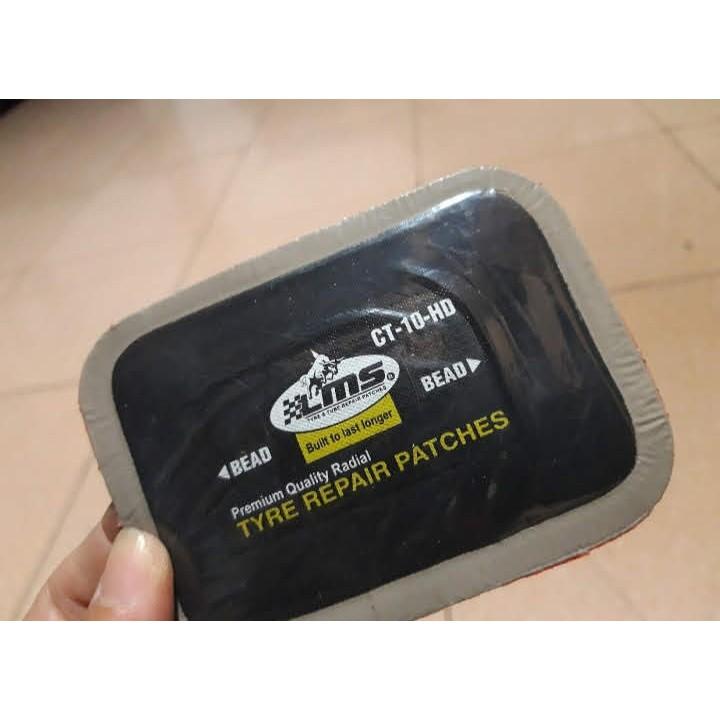 CT-10-HD
LMS ®
TYRE & TUBE REPAIR PATCHES
Built to last longer
BEAD
BEAD
Premium Quality Radial
TYRE REPAIR PATCHES